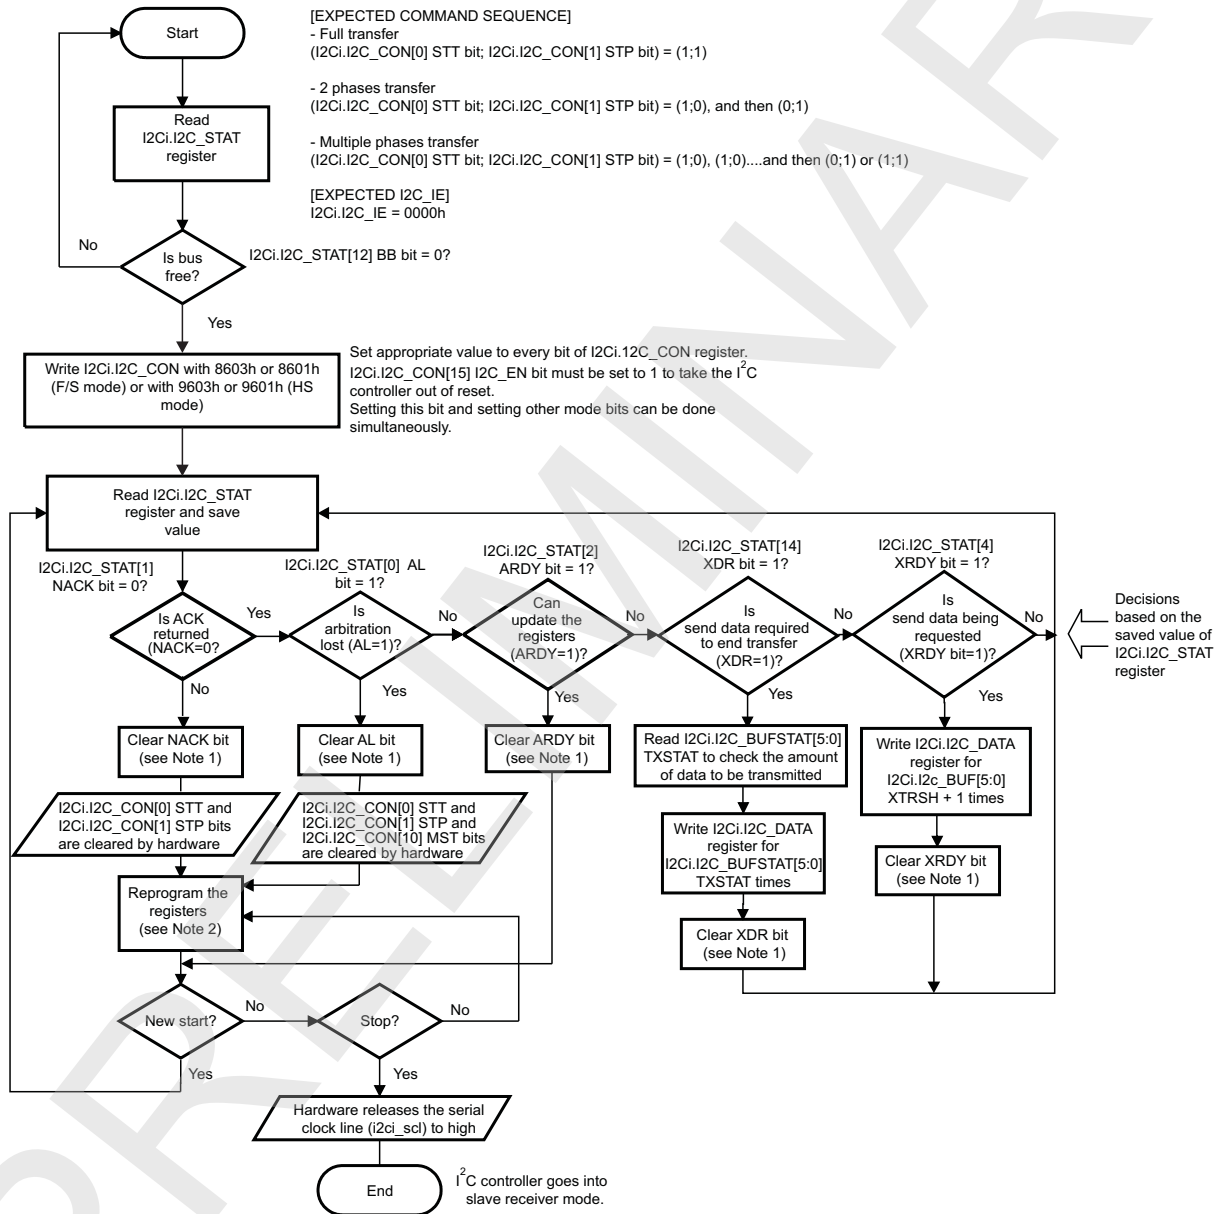 [EXPECTED COMMAND SEQUENCE]
- Full transfer
(I2Ci.I2C_CON[0] STT bit; I2Ci.I2C_CON[1] STP bit) = (1;1)
- 2 phases transfer
(I2Ci.I2C_CON[0] STT bit; I2Ci.I2C_CON[1] STP bit) = (1;0), and then (0;1)
- Multiple phases transfer
(I2Ci.I2C_CON[0] STT bit; I2Ci.I2C_CON[1] STP bit) = (1;0), (1;0)....and then (0;1) or (1;1)
[EXPECTED I2C_IE]
I2Ci.I2C_IE = 0000h
Start
Read
I2Ci.I2C_STAT
register
No
Is bus
free?
I2Ci.I2C_STAT[12] BB bit = 0?
Yes
Write I2Ci.I2C_CON with 8603h or 8601h
(F/S mode) or with 9603h or 9601h (HS
mode)
Set appropriate value to every bit of I2Ci.12C_CON register.
I2Ci.I2C_CON[15] I2C_EN bit must be set to 1 to take the I2C
controller out of reset.
Setting this bit and setting other mode bits can be done
simultaneously.
Read I2Ci.I2C_STAT
register and save
value
I2Ci.I2C_STAT[1]
NACK bit = 0?
Is ACK
returned
(NACK=0?
Yes
No
I2Ci.I2C_STAT[0] AL
bit = 1?
Is
arbitration
lost (AL=1)?
No
Yes
I2Ci.I2C_STAT[2]
ARDY bit = 1?
Can
update the
registers
(ARDY=1)?
No
Yes
I2Ci.I2C_STAT[14]
XDR bit = 1?
Is
send data required
to end transfer
(XDR=1)?
No
Yes
I2Ci.I2C_STAT[4]
XRDY bit = 1?
Is
send data being
requested
(XRDY bit=1)?
No
Yes
Decisions
based on the
saved value of
I2Ci.I2C_STAT
register
Clear NACK bit
(see Note 1)
Clear AL bit
(see Note 1)
Clear ARDY bit
(see Note 1)
Read I2Ci.I2C_BUFSTAT[5:0]
TXSTAT to check the amount
of data to be transmitted
Write I2Ci.I2C_DATA
register for
I2Ci.I2c_BUF[5:0]
XTRSH + 1 times
I2Ci.I2C_CON[0] STT and
I2Ci.I2C_CON[1] STP bits
are cleared by hardware
I2Ci.I2C_CON[0] STT and
I2Ci.I2C_CON[1] STP and
I2Ci.I2C_CON[10] MST bits
are cleared by hardware
Write I2Ci.I2C_DATA
register for
I2Ci.I2C_BUFSTAT[5:0]
TXSTAT times
Clear XRDY bit
(see Note 1)
Reprogram the
registers
(see Note 2)
Clear XDR bit
(see Note 1)
New start?
No
Yes
Stop?
No
Yes
Hardware releases the serial
clock line (i2ci_scl) to high
End
I2C controller goes into
slave receiver mode.
PRELIMINAR